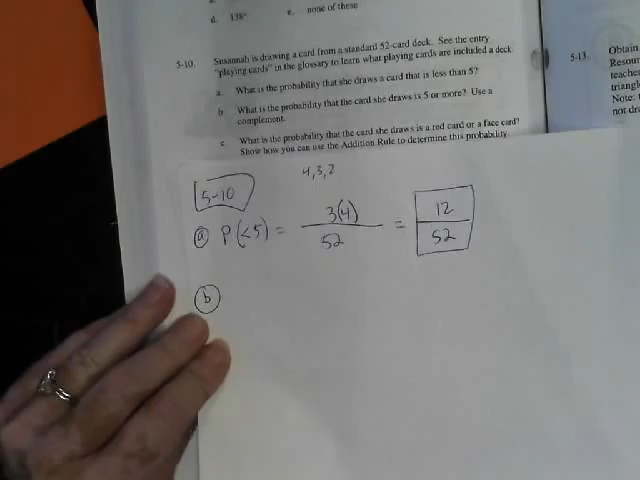 d. 138° e. none of these
5-10. Susannah is drawing a card from a standard 52-card deck. See the entry
"playing cards" in the glossary to learn what playing cards are included a deck.
a. What is the probability that she draws a card that is less than 5?
b. What is the probability that the card she draws is 5 or more? Use a
complement.
c. What is the probability that the card she draws is a red card or a face card?
Show how you can use the Addition Rule to determine this probability.
5-13. Obtain
Resour
teache
triangl
Note:
not dra
4,3,2
5-10
a P(<5) = 3(4) / 52 = 12 / 52
b